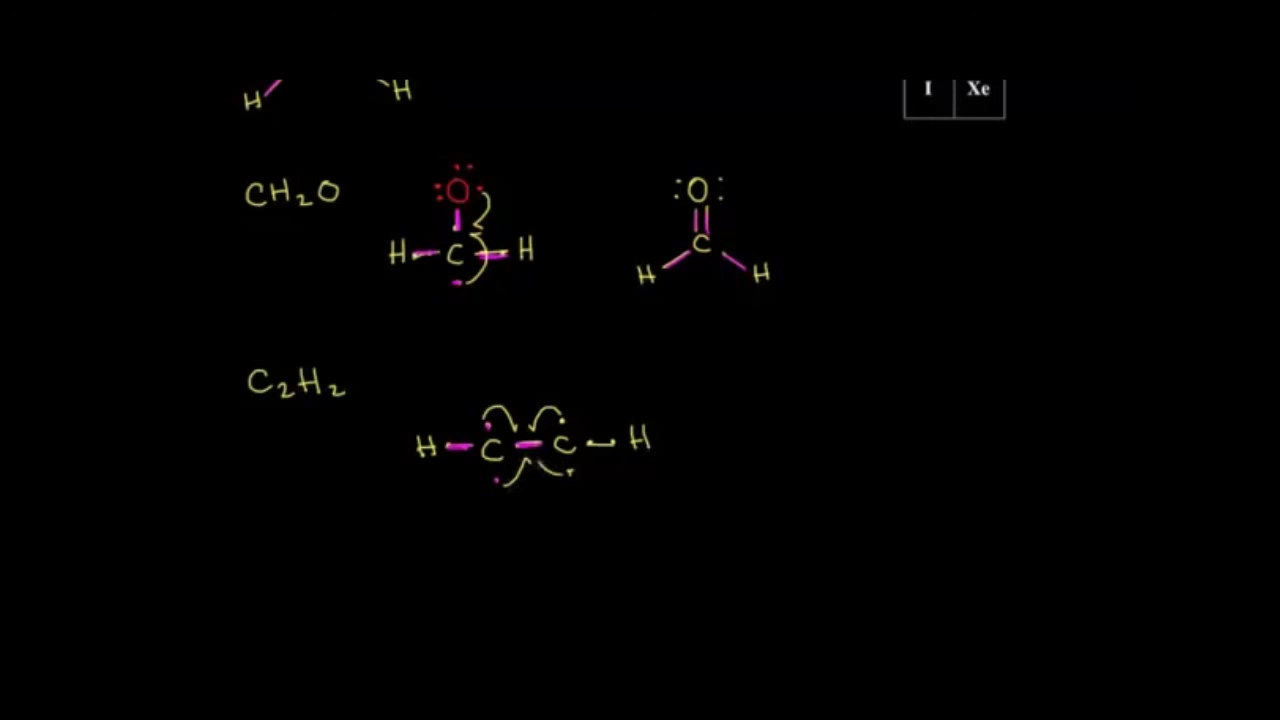 H H I Xe
CH₂O :Ö· :O:
H-C-H C
H H
C₂H₂
H-C-C-H